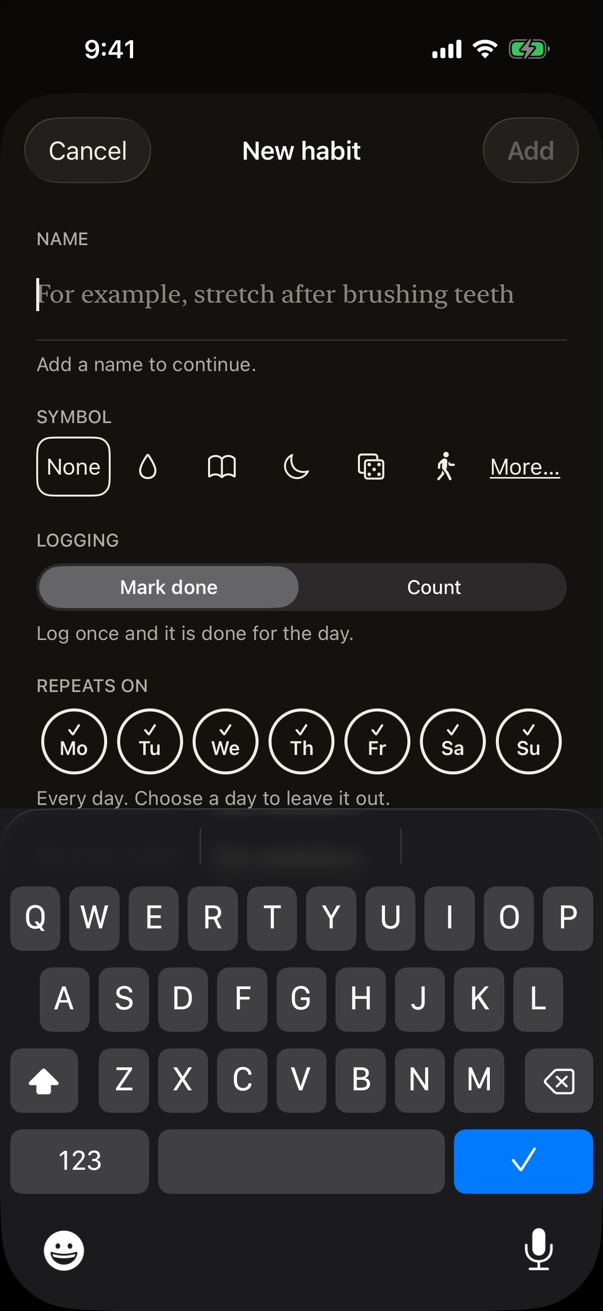 9:41
Cancel New habit Add
NAME
For example, stretch after brushing teeth
Add a name to continue.
SYMBOL
None More...
LOGGING
Mark done Count
Log once and it is done for the day.
REPEATS ON
Mo Tu We Th Fr Sa Su
Every day. Choose a day to leave it out.
Q W E R T Y U I O P
A S D F G H J K L
Z X C V B N M
123